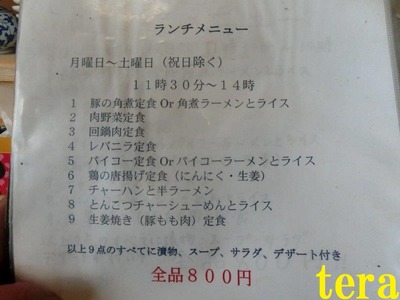 ランチメニュー
月曜日～土曜日（祝日除く）
11時30分～14時
1 豚の角煮定食 Or 角煮ラーメンとライス
2 肉野菜定食
3 回鍋肉定食
4 レバニラ定食
5 パイコー定食 Or パイコーラーメンとライス
6 鶏の唐揚げ定食（にんにく・生姜）
7 チャーハンと半ラーメン
8 とんこつチャーシューめんとライス
9 生姜焼き（豚もも肉）定食
以上9点のすべてに漬物、スープ、サラダ、デザート付き
全品８００円
tera